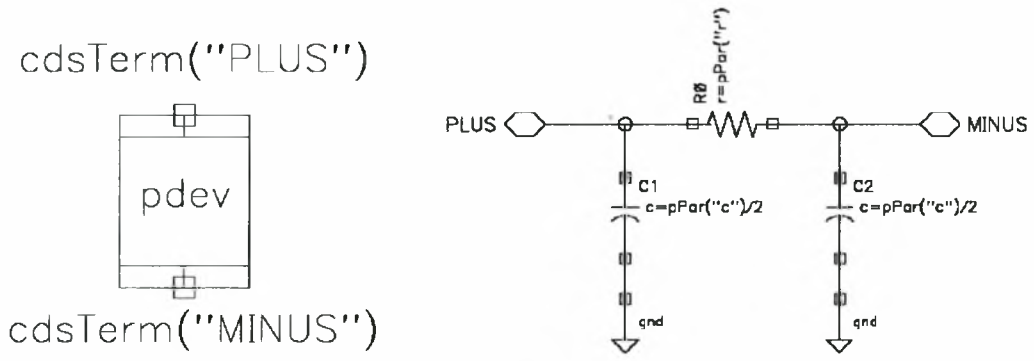 cdsTerm("PLUS")
pdev
cdsTerm("MINUS")
R0
r=pPar("r")
PLUS
MINUS
C1
c=pPar("c")/2
C2
c=pPar("c")/2
gnd
gnd